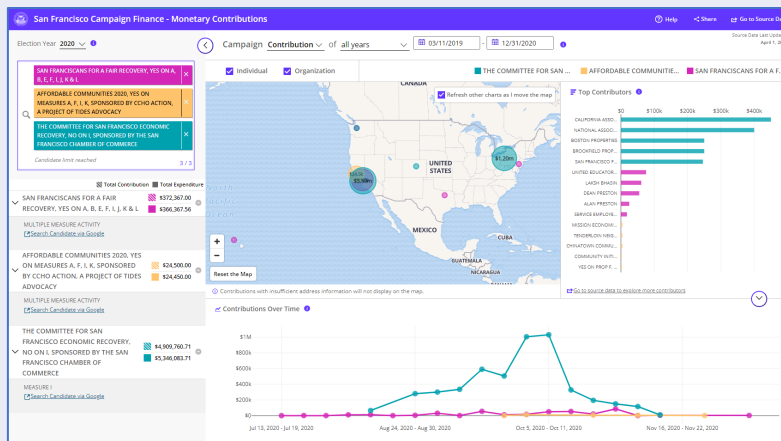 San Francisco Campaign Finance - Monetary Contributions
Help
Share
Go to Source Da
Election Year 2020
Campaign Contribution of all years
03/11/2019 - 12/31/2020
Source Data Last Upda
April 1, 2
SAN FRANCISCANS FOR A FAIR RECOVERY, YES ON A,
B, E, F, I, J, K & L
AFFORDABLE COMMUNITIES 2020, YES ON
MEASURES A, F, I, K, SPONSORED BY CCHO ACTION,
A PROJECT OF TIDES ADVOCACY
THE COMMITTEE FOR SAN FRANCISCO ECONOMIC
RECOVERY, NO ON I, SPONSORED BY THE SAN
FRANCISCO CHAMBER OF COMMERCE
Candidate limit reached
3 / 3
Total Contribution
Total Expenditure
SAN FRANCISCANS FOR A FAIR
RECOVERY, YES ON A, B, E, F, I, J, K & L
$372,367.00
$366,367.56
MULTIPLE MEASURE ACTIVITY
Search Candidate via Google
AFFORDABLE COMMUNITIES 2020, YES
ON MEASURES A, F, I, K, SPONSORED
BY CCHO ACTION, A PROJECT OF TIDES
ADVOCACY
$24,500.00
$24,450.00
MULTIPLE MEASURE ACTIVITY
Search Candidate via Google
THE COMMITTEE FOR SAN
FRANCISCO ECONOMIC RECOVERY,
NO ON I, SPONSORED BY THE SAN
FRANCISCO CHAMBER OF
COMMERCE
$4,909,760.71
$5,346,083.71
MEASURE I
Search Candidate via Google
Individual
Organization
THE COMMITTEE FOR SAN ...
AFFORDABLE COMMUNITIE...
SAN FRANCISCANS FOR A F..
CANADA
Refresh other charts as I move the map
UNITED
STATES
$1.20m
MEXICO
CUBA
GUATEMALA
NICARAGUA
+
−
Reset the Map
Contributions with insufficient address information will not display on the map.
Top Contributors
$0
$100k
$200k
$300k
$400k
CALIFORNIA ASSO...
NATIONAL ASSOCI...
BOSTON PROPERTIES
BROOKFIELD PROP...
SAN FRANCISCO P...
UNITED EDUCATOR...
LAKSH BHASIN
DEAN PRESTON
ALAN PRESTON
SERVICE EMPLOYE...
MISSION ECONOMI...
TENDERLOIN NEIG...
CHINATOWN COMMU...
COMMUNITY INITI...
YES ON PROP F. ...
Go to source data to explore more contributors
Contributions Over Time
$1M
$800k
$600k
$400k
$200k
$0
Jul 13, 2020 - Jul 19, 2020
Aug 24, 2020 - Aug 30, 2020
Oct 5, 2020 - Oct 11, 2020
Nov 16, 2020 - Nov 22, 2020